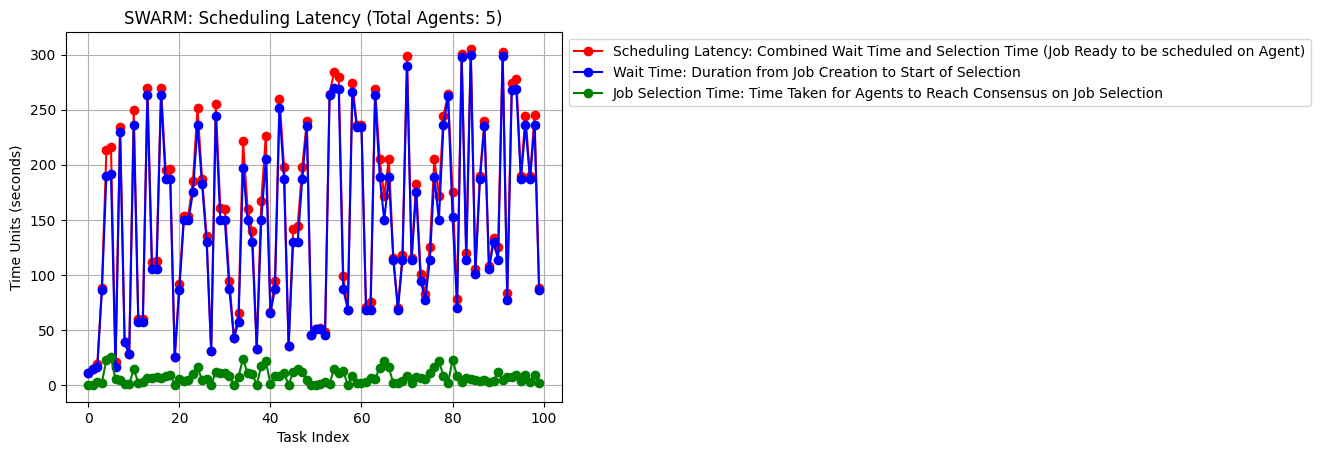 SWARM: Scheduling Latency (Total Agents: 5)
Scheduling Latency: Combined Wait Time and Selection Time (Job Ready to be scheduled on Agent)
Wait Time: Duration from Job Creation to Start of Selection
Job Selection Time: Time Taken for Agents to Reach Consensus on Job Selection
Time Units (seconds)
300
250
200
150
100
50
0
0 20 40 60 80 100
Task Index